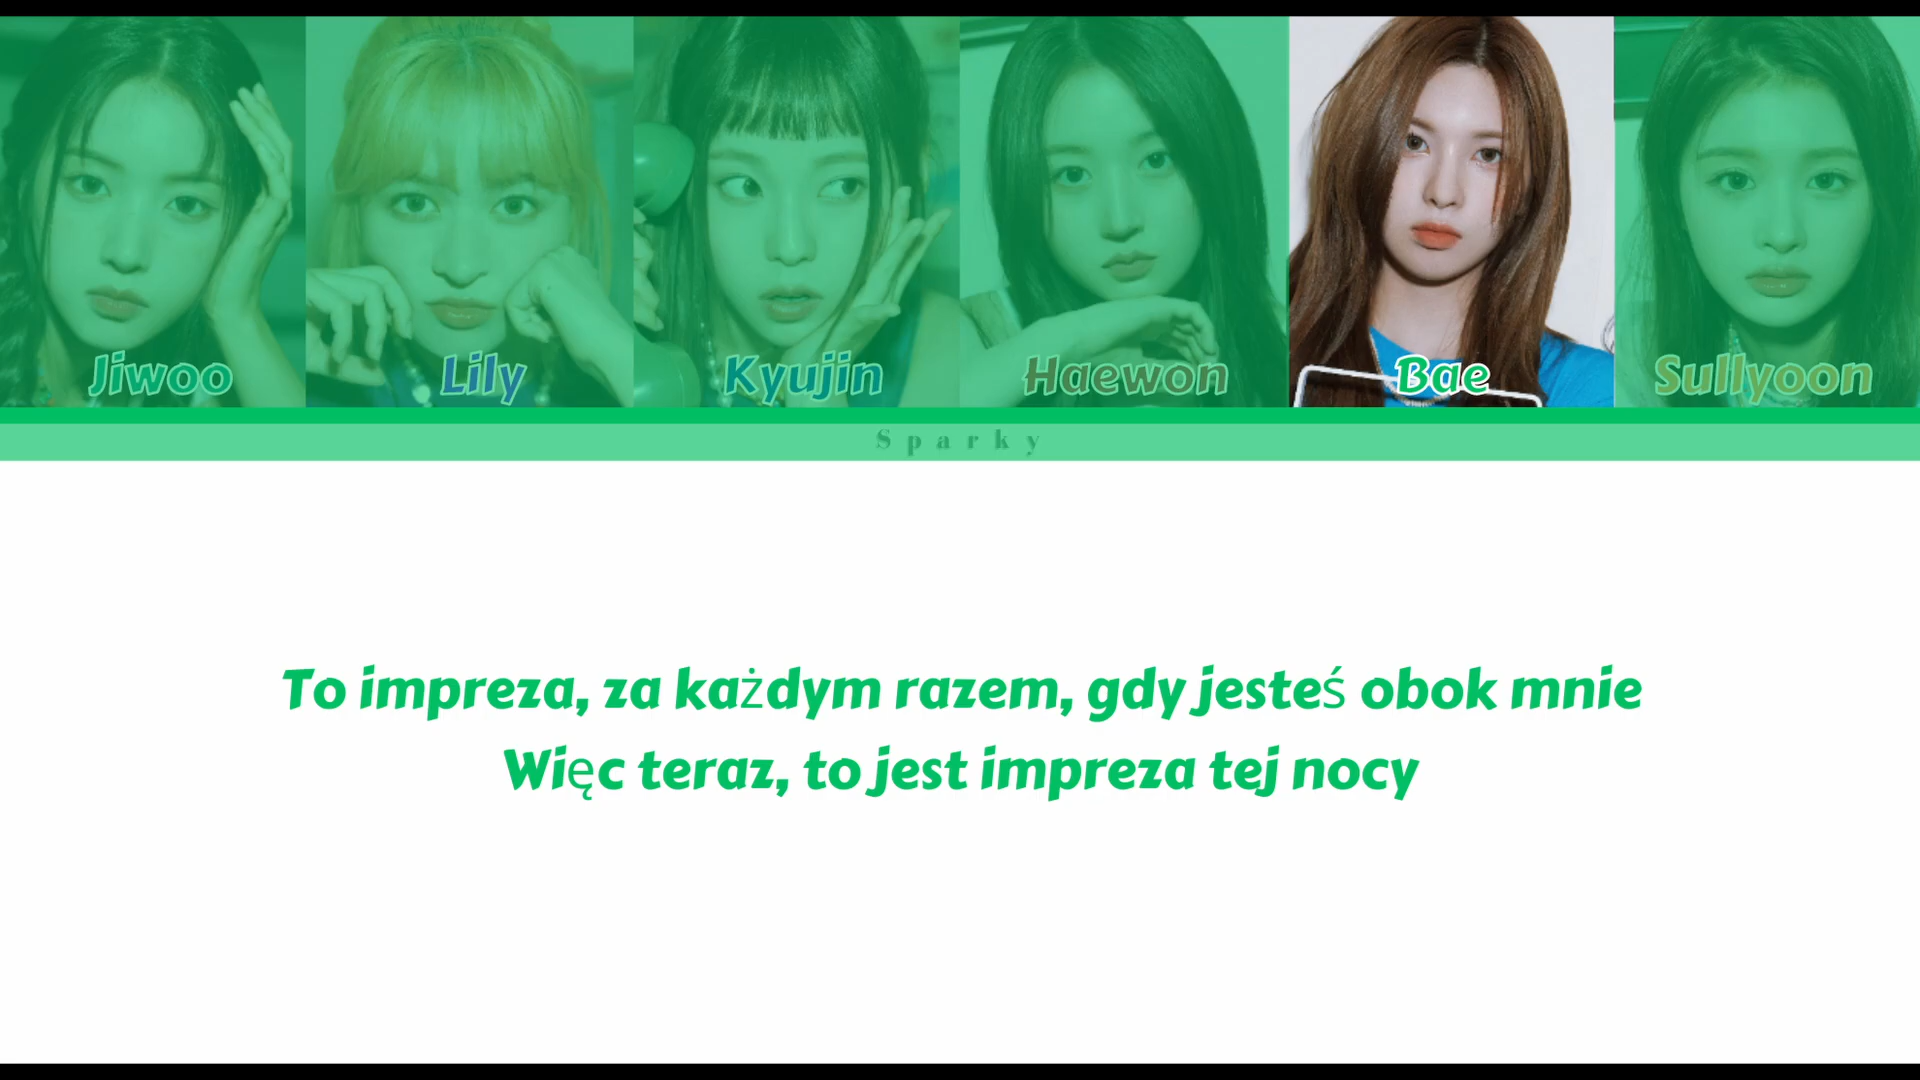 Jiwoo
Lily
Kyujin
Haewon
Bae
Sullyoon
Sparky
To impreza, za każdym razem, gdy jesteś obok mnie
Więc teraz, to jest impreza tej nocy